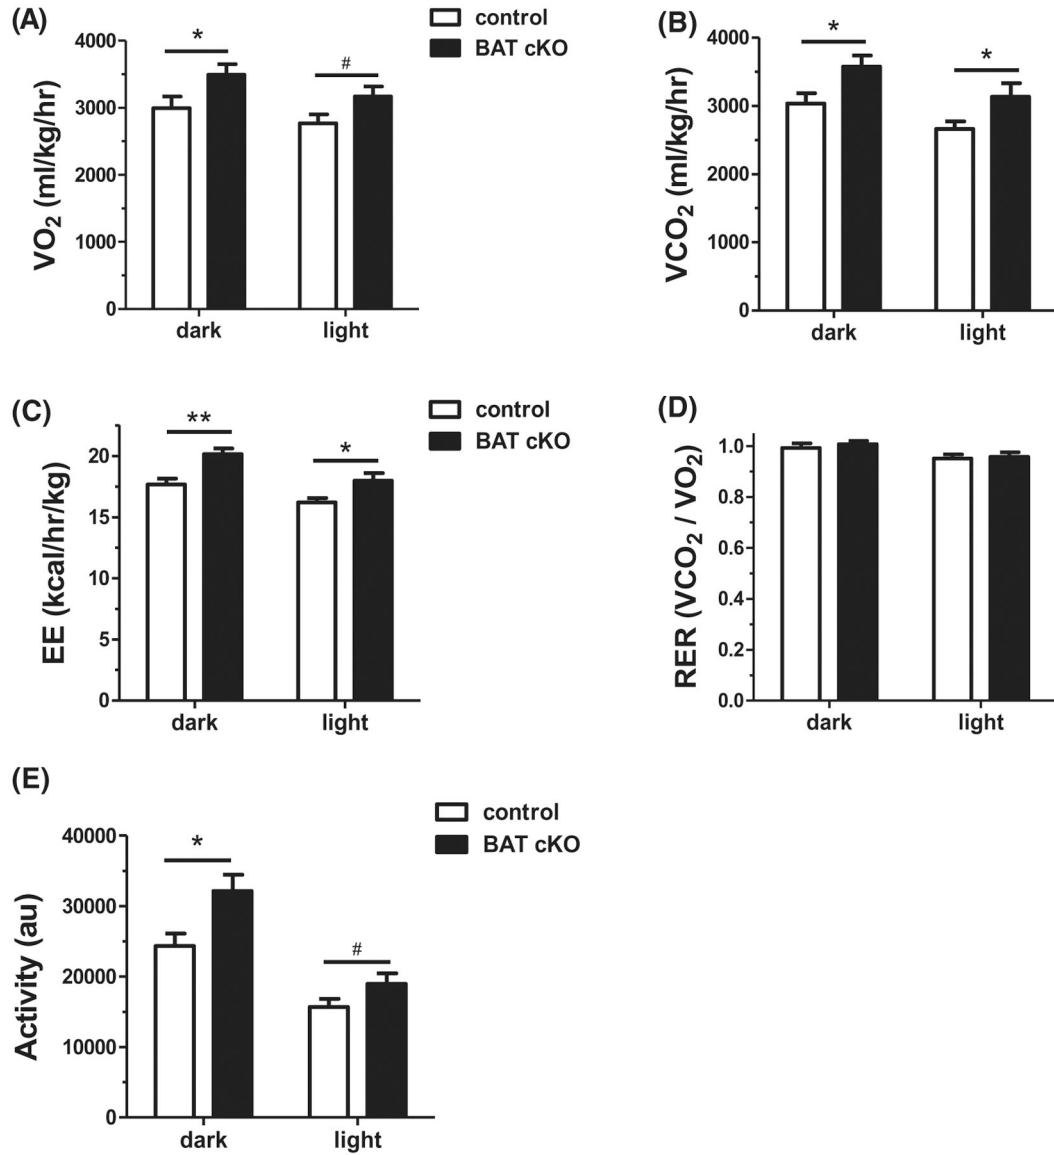 (A)
control
BAT cKO
VO₂ (ml/kg/hr)
4000
3000
2000
1000
0
*
#
dark
light
(B)
VCO₂ (ml/kg/hr)
4000
3000
2000
1000
0
*
*
dark
light
(C)
control
BAT cKO
EE (kcal/hr/kg)
20
15
10
5
0
**
*
dark
light
(D)
RER (VCO₂ / VO₂)
1.0
0.8
0.6
0.4
0.2
0.0
dark
light
(E)
control
BAT cKO
Activity (au)
40000
30000
20000
10000
0
*
#
dark
light